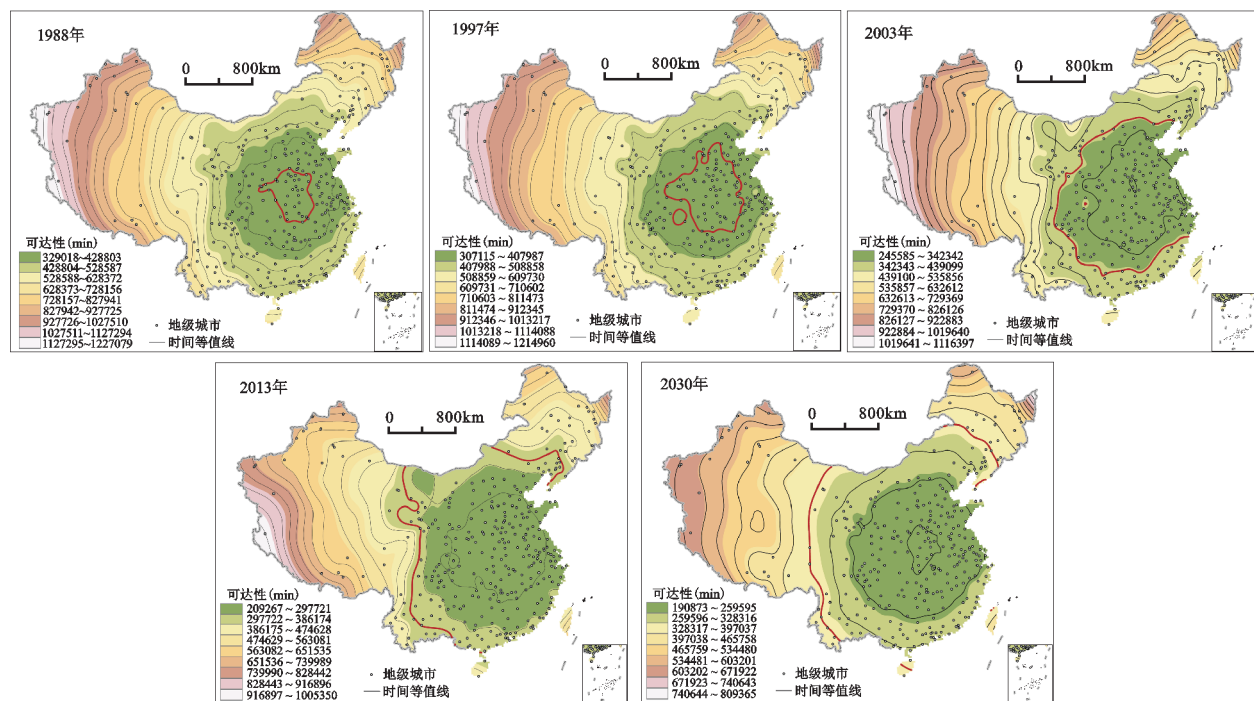 1988年
0 800km
可达性(min)
329018~428803
428804~528587
528588~628372
628373~728156
728157~827941
827942~927725
927726~1027510
1027511~1127294
1127295~1227079
地级城市
时间等值线
1997年
0 800km
可达性(min)
307115~407987
407988~508858
508859~609730
609731~710602
710603~811473
811474~912345
912346~1013217
1013218~1114088
1114089~1214960
地级城市
时间等值线
2003年
0 800km
可达性(min)
245585~342342
342343~439099
439100~535856
535857~632612
632613~729369
729370~826126
826127~922883
922884~1019640
1019641~1116397
地级城市
时间等值线
2013年
0 800km
可达性(min)
209267~297721
297722~386174
386175~474628
474629~563081
563082~651535
651536~739989
739990~828442
828443~916896
916897~1005350
地级城市
时间等值线
2030年
0 800km
可达性(min)
190873~259595
259596~328316
328317~397037
397038~465758
465759~534480
534481~603201
603202~671922
671923~740643
740644~809365
地级城市
时间等值线